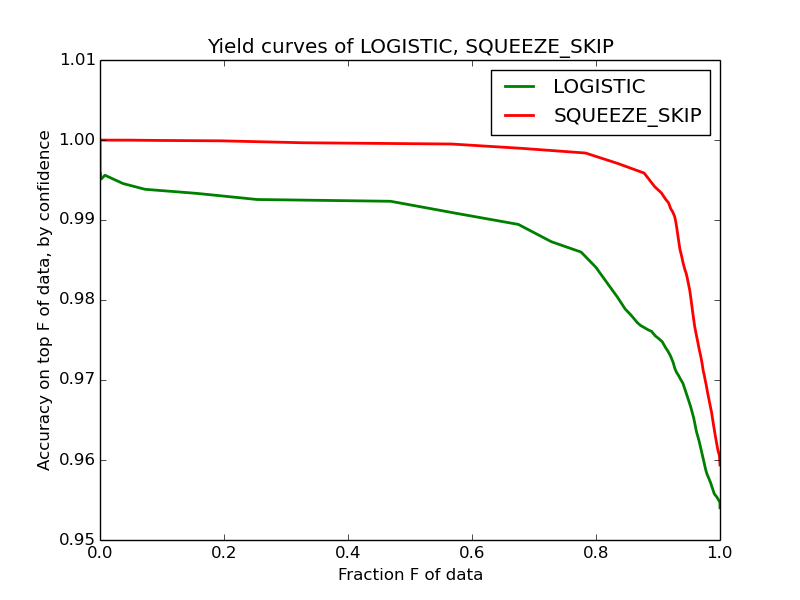 Yield curves of LOGISTIC, SQUEEZE_SKIP
1.01
1.00
0.99
0.98
0.97
0.96
0.95
Accuracy on top F of data, by confidence
LOGISTIC
SQUEEZE_SKIP
0.0 0.2 0.4 0.6 0.8 1.0
Fraction F of data